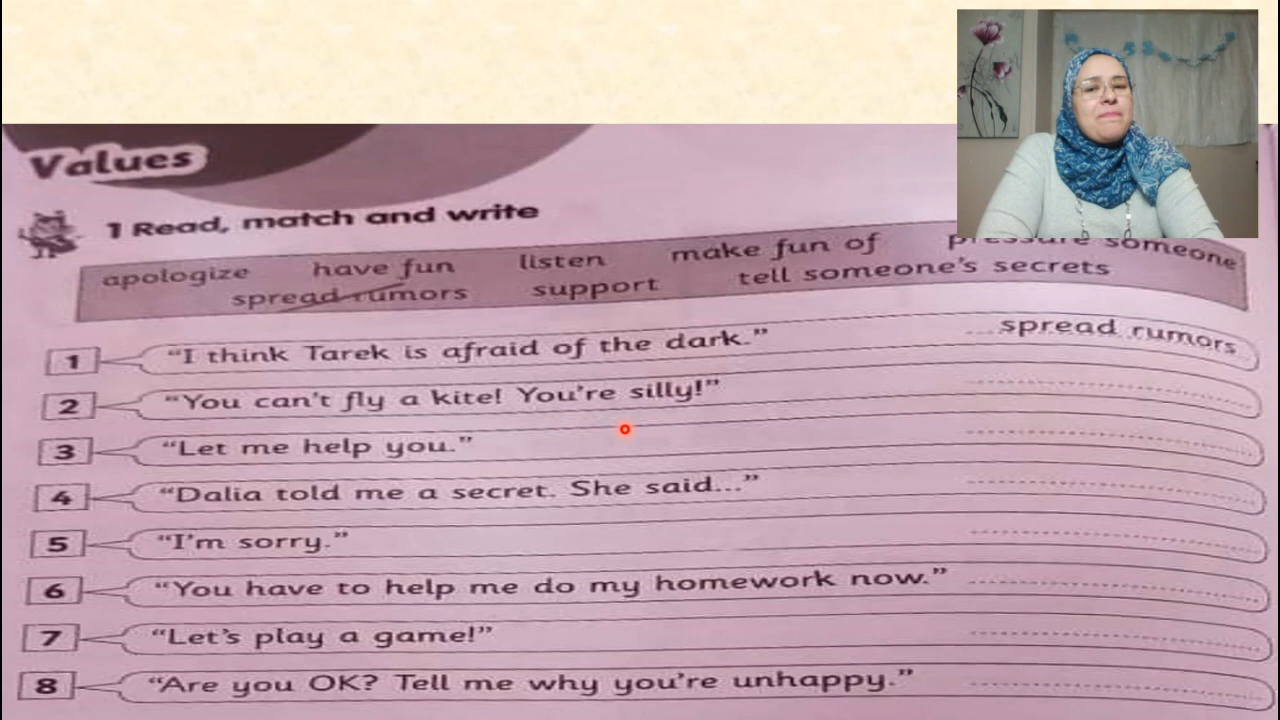 Values
1 Read, match and write
apologize have fun listen make fun of pressure someone
spread rumors support tell someone's secrets
1 "I think Tarek is afraid of the dark." spread rumors
2 "You can't fly a kite! You're silly!"
3 "Let me help you."
4 "Dalia told me a secret. She said..."
5 "I'm sorry."
6 "You have to help me do my homework now."
7 "Let's play a game!"
8 "Are you OK? Tell me why you're unhappy."